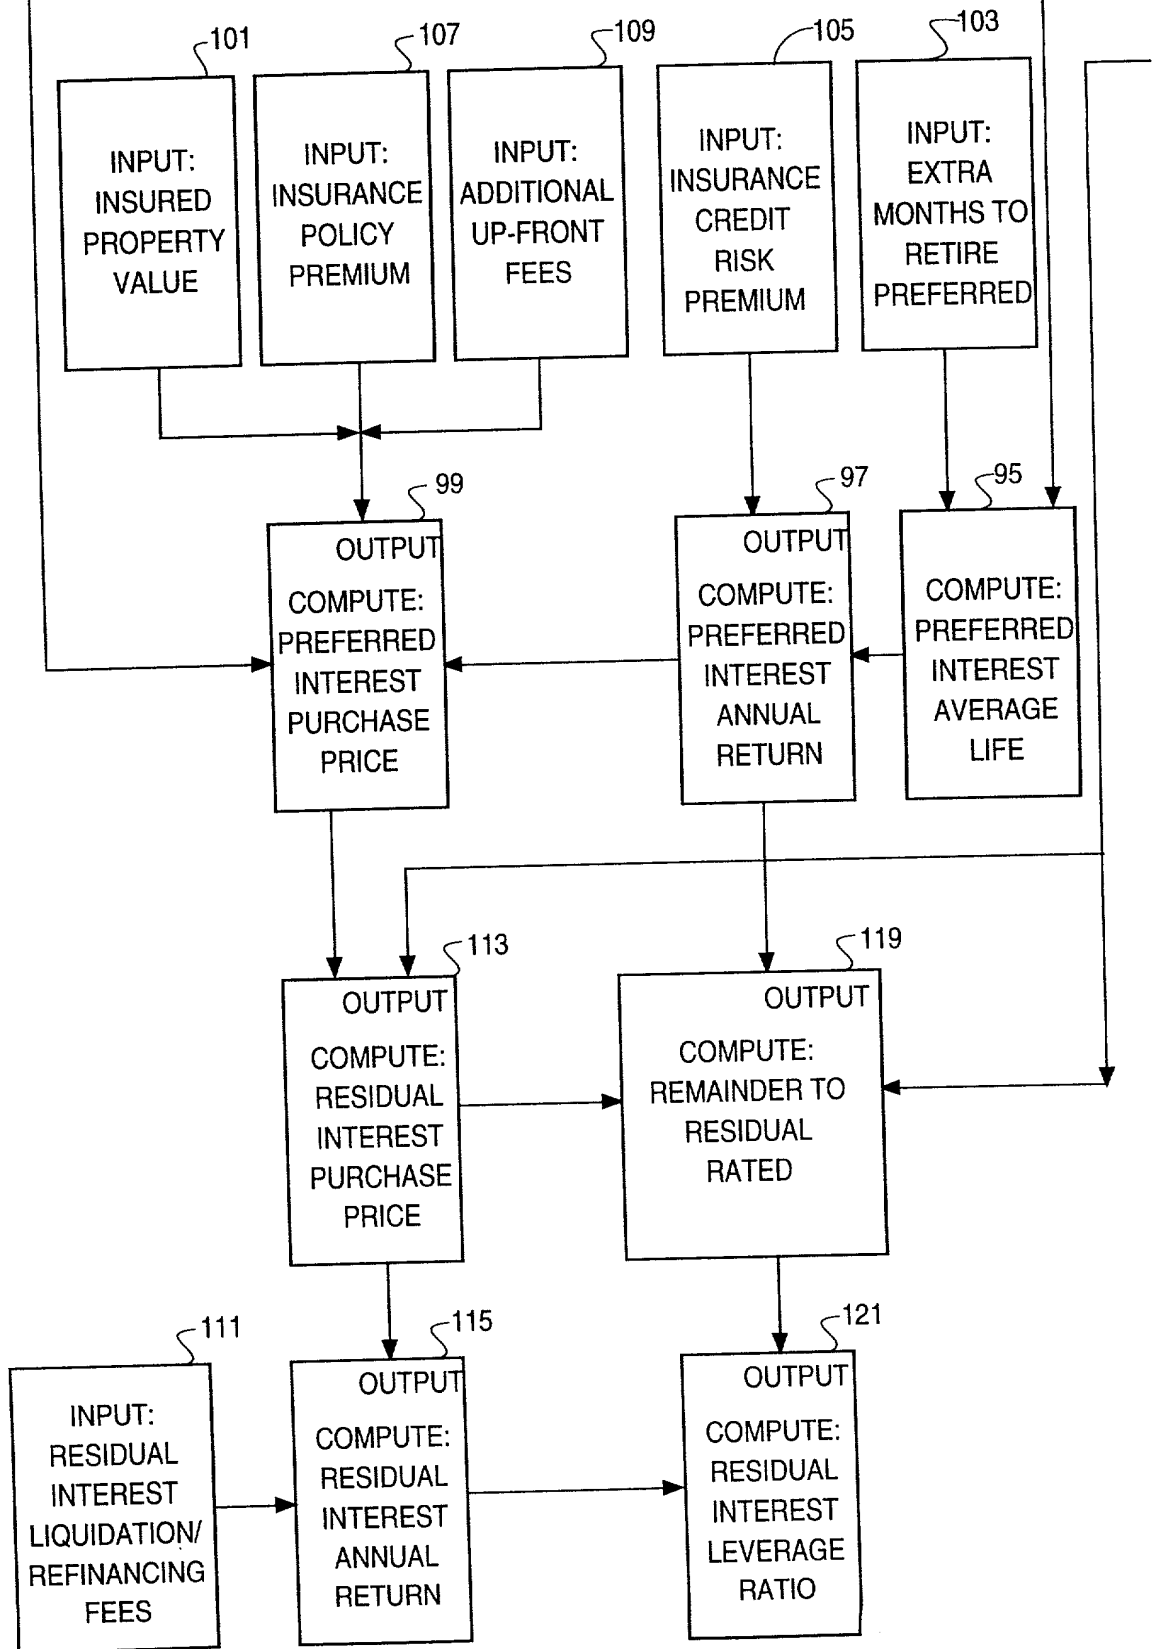 101
INPUT:
INSURED
PROPERTY
VALUE
107
INPUT:
INSURANCE
POLICY
PREMIUM
109
INPUT:
ADDITIONAL
UP-FRONT
FEES
105
INPUT:
INSURANCE
CREDIT
RISK
PREMIUM
103
INPUT:
EXTRA
MONTHS TO
RETIRE
PREFERRED
99
OUTPUT
COMPUTE:
PREFERRED
INTEREST
PURCHASE
PRICE
97
OUTPUT
COMPUTE:
PREFERRED
INTEREST
ANNUAL
RETURN
95
COMPUTE:
PREFERRED
INTEREST
AVERAGE
LIFE
113
OUTPUT
COMPUTE:
RESIDUAL
INTEREST
PURCHASE
PRICE
119
OUTPUT
COMPUTE:
REMAINDER TO
RESIDUAL
RATED
111
INPUT:
RESIDUAL
INTEREST
LIQUIDATION/
REFINANCING
FEES
115
OUTPUT
COMPUTE:
RESIDUAL
INTEREST
ANNUAL
RETURN
121
OUTPUT
COMPUTE:
RESIDUAL
INTEREST
LEVERAGE
RATIO